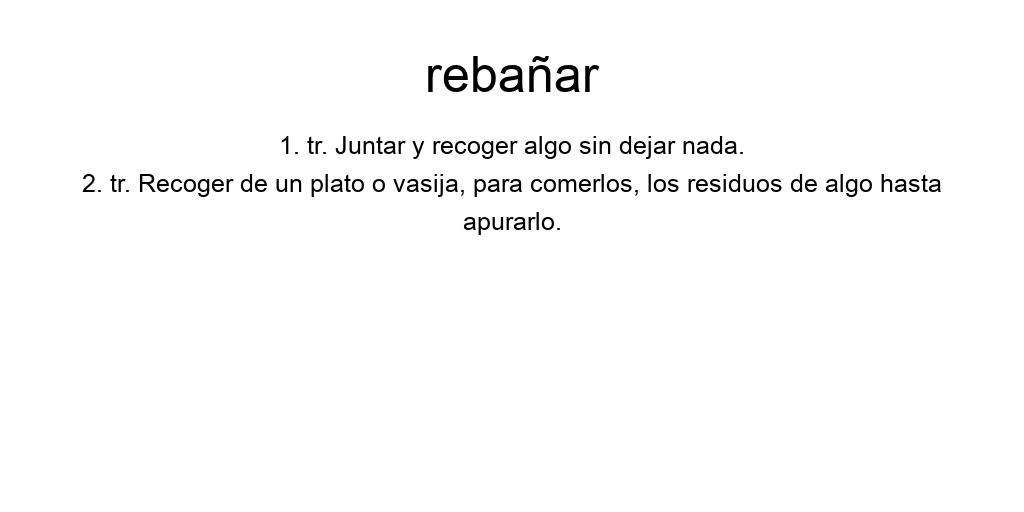 rebañar
1. tr. Juntar y recoger algo sin dejar nada.
2. tr. Recoger de un plato o vasija, para comerlos, los residuos de algo hasta
apurarlo.